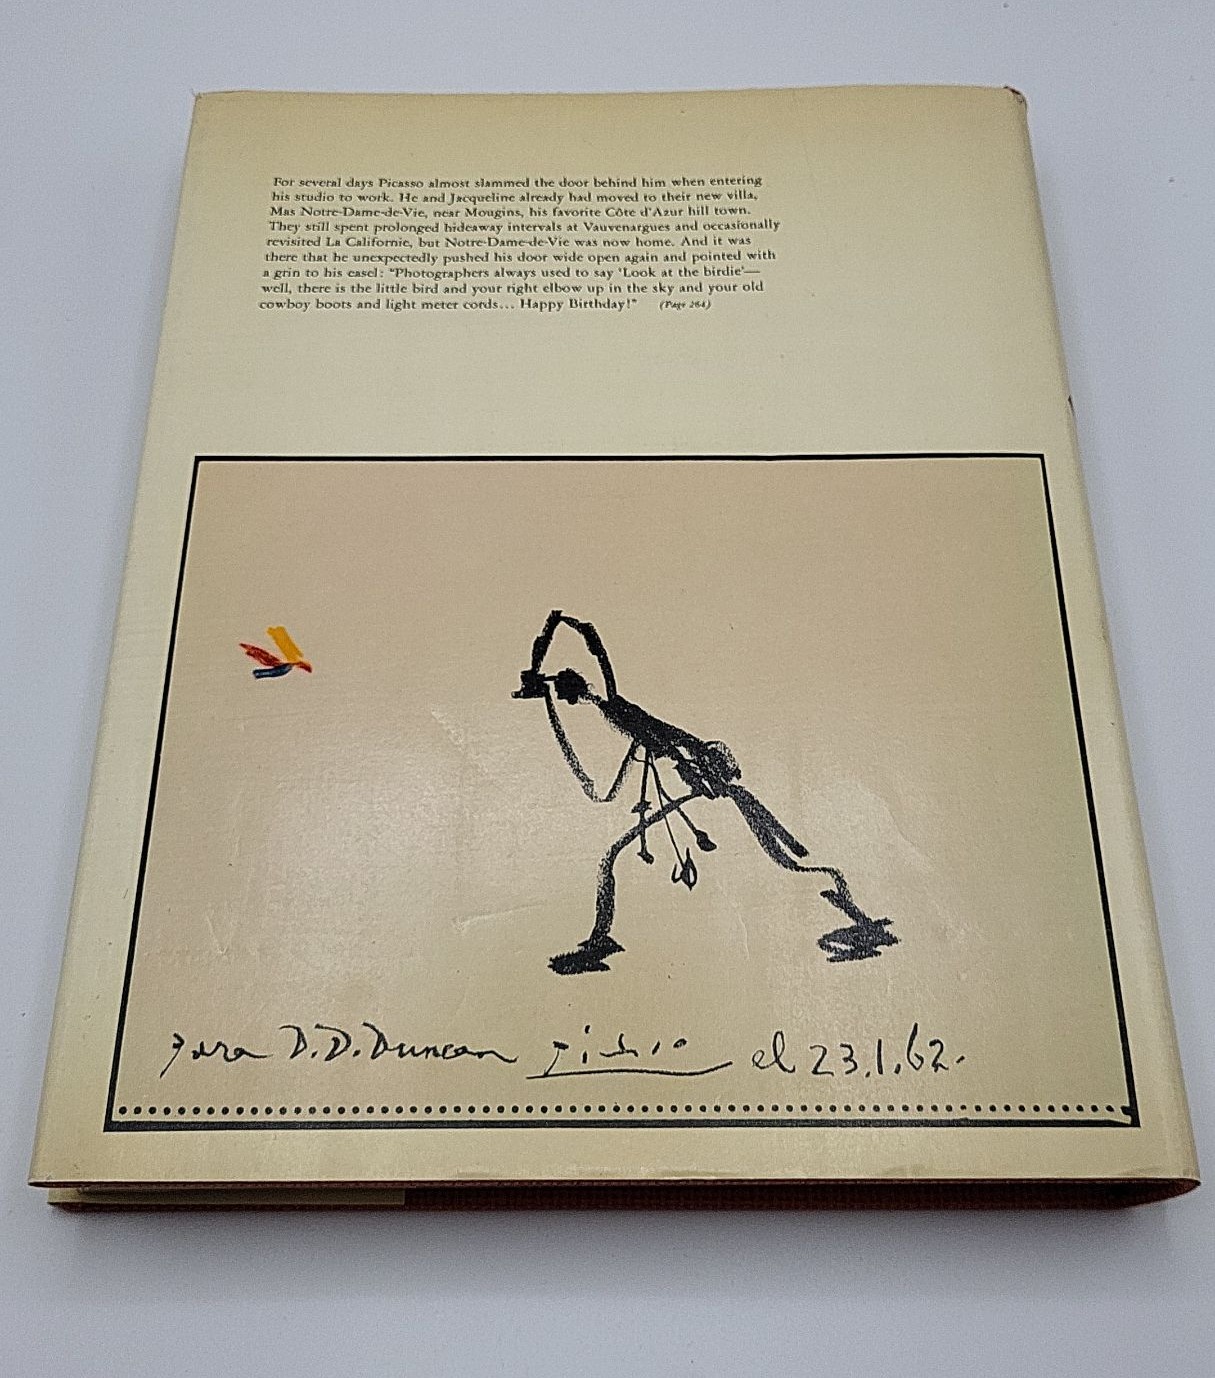 For several days Picasso almost slammed the door behind him when entering
his studio to work. He and Jacqueline already had moved to their new villa,
Mas Notre-Dame-de-Vie, near Mougins, his favorite Côte d'Azur hill town.
They still spent prolonged hideaway intervals at Vauvenargues and occasionally
revisited La Californie, but Notre-Dame-de-Vie was now home. And it was
there that he unexpectedly pushed his door wide open again and pointed with
a grin to his easel: "Photographers always used to say 'Look at the birdie'—
well, there is the little bird and your right elbow up in the sky and your old
cowboy boots and light meter cords... Happy Birthday!" (Page 264)
Para D.D.Duncan Picasso el 23.1.62.